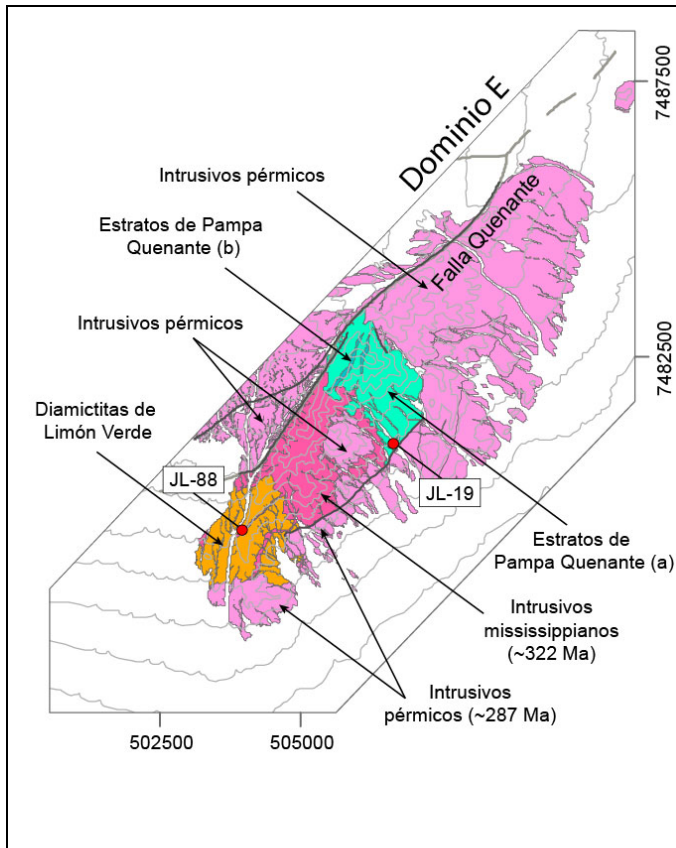 7487500
Dominio E
Intrusivos pérmicos
Falla Quenante
Estratos de Pampa
Quenante (b)
Intrusivos pérmicos
7482500
Diamictitas de
Limón Verde
JL-88
JL-19
Estratos de
Pampa Quenante (a)
Intrusivos
mississippianos
(~322 Ma)
Intrusivos
pérmicos (~287 Ma)
502500
505000